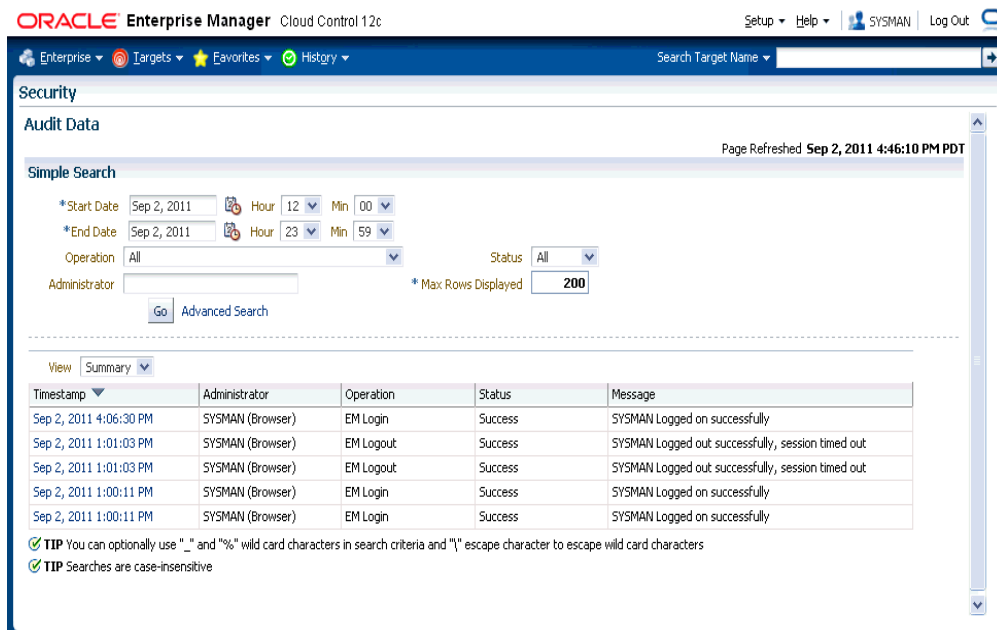 ORACLE Enterprise Manager Cloud Control 12c
Setup Help SYSMAN Log Out
Enterprise Targets Favorites History Search Target Name
Security
Audit Data
Page Refreshed Sep 2, 2011 4:46:10 PM PDT
Simple Search
*Start Date Sep 2, 2011 Hour 12 Min 00
*End Date Sep 2, 2011 Hour 23 Min 59
Operation All Status All
Administrator * Max Rows Displayed 200
Go Advanced Search
View Summary
Timestamp Administrator Operation Status Message
Sep 2, 2011 4:06:30 PM SYSMAN (Browser) EM Login Success SYSMAN Logged on successfully
Sep 2, 2011 1:01:03 PM SYSMAN (Browser) EM Logout Success SYSMAN Logged out successfully, session timed out
Sep 2, 2011 1:01:03 PM SYSMAN (Browser) EM Logout Success SYSMAN Logged out successfully, session timed out
Sep 2, 2011 1:00:11 PM SYSMAN (Browser) EM Login Success SYSMAN Logged on successfully
Sep 2, 2011 1:00:11 PM SYSMAN (Browser) EM Login Success SYSMAN Logged on successfully
TIP You can optionally use "_" and "%" wild card characters in search criteria and "\" escape character to escape wild card characters
TIP Searches are case-insensitive